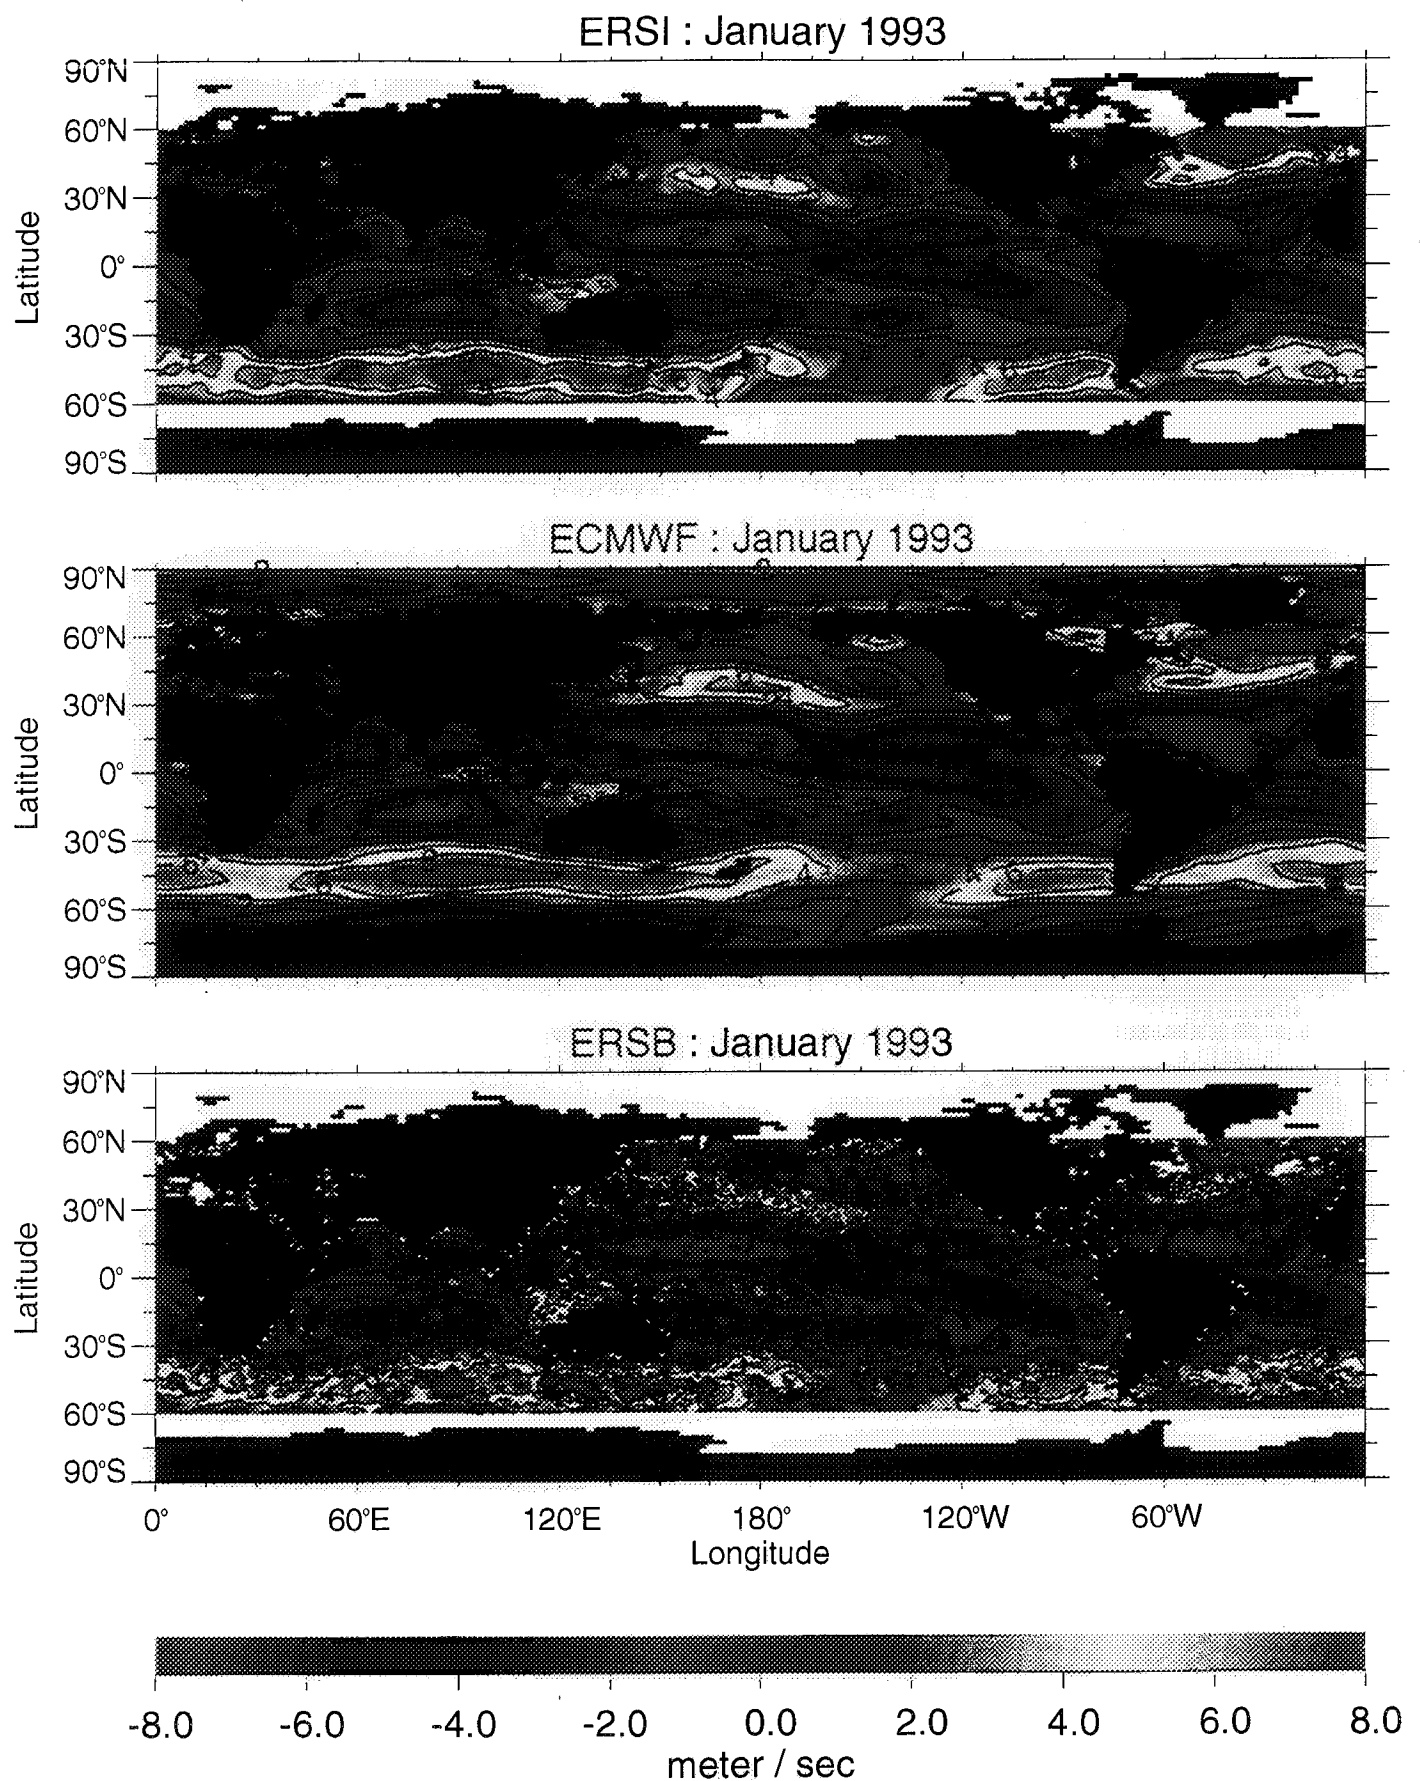 ERSI : January 1993
90°N
60°N
30°N
0°
30°S
60°S
90°S
Latitude
ECMWF : January 1993
90°N
60°N
30°N
0°
30°S
60°S
90°S
Latitude
ERSB : January 1993
90°N
60°N
30°N
0°
30°S
60°S
90°S
Latitude
0° 60°E 120°E 180° 120°W 60°W
Longitude
-8.0 -6.0 -4.0 -2.0 0.0 2.0 4.0 6.0 8.0
meter / sec